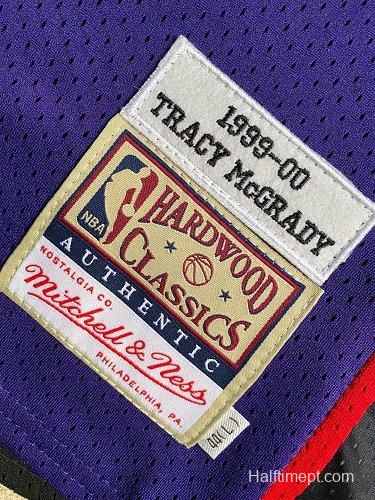 1999-00
TRACY McGRADY
NBA
HARDWOOD
CLASSICS
AUTHENTIC
NOSTALGIA CO.
Mitchell & Ness
PHILADELPHIA, PA.
Halftimept.com